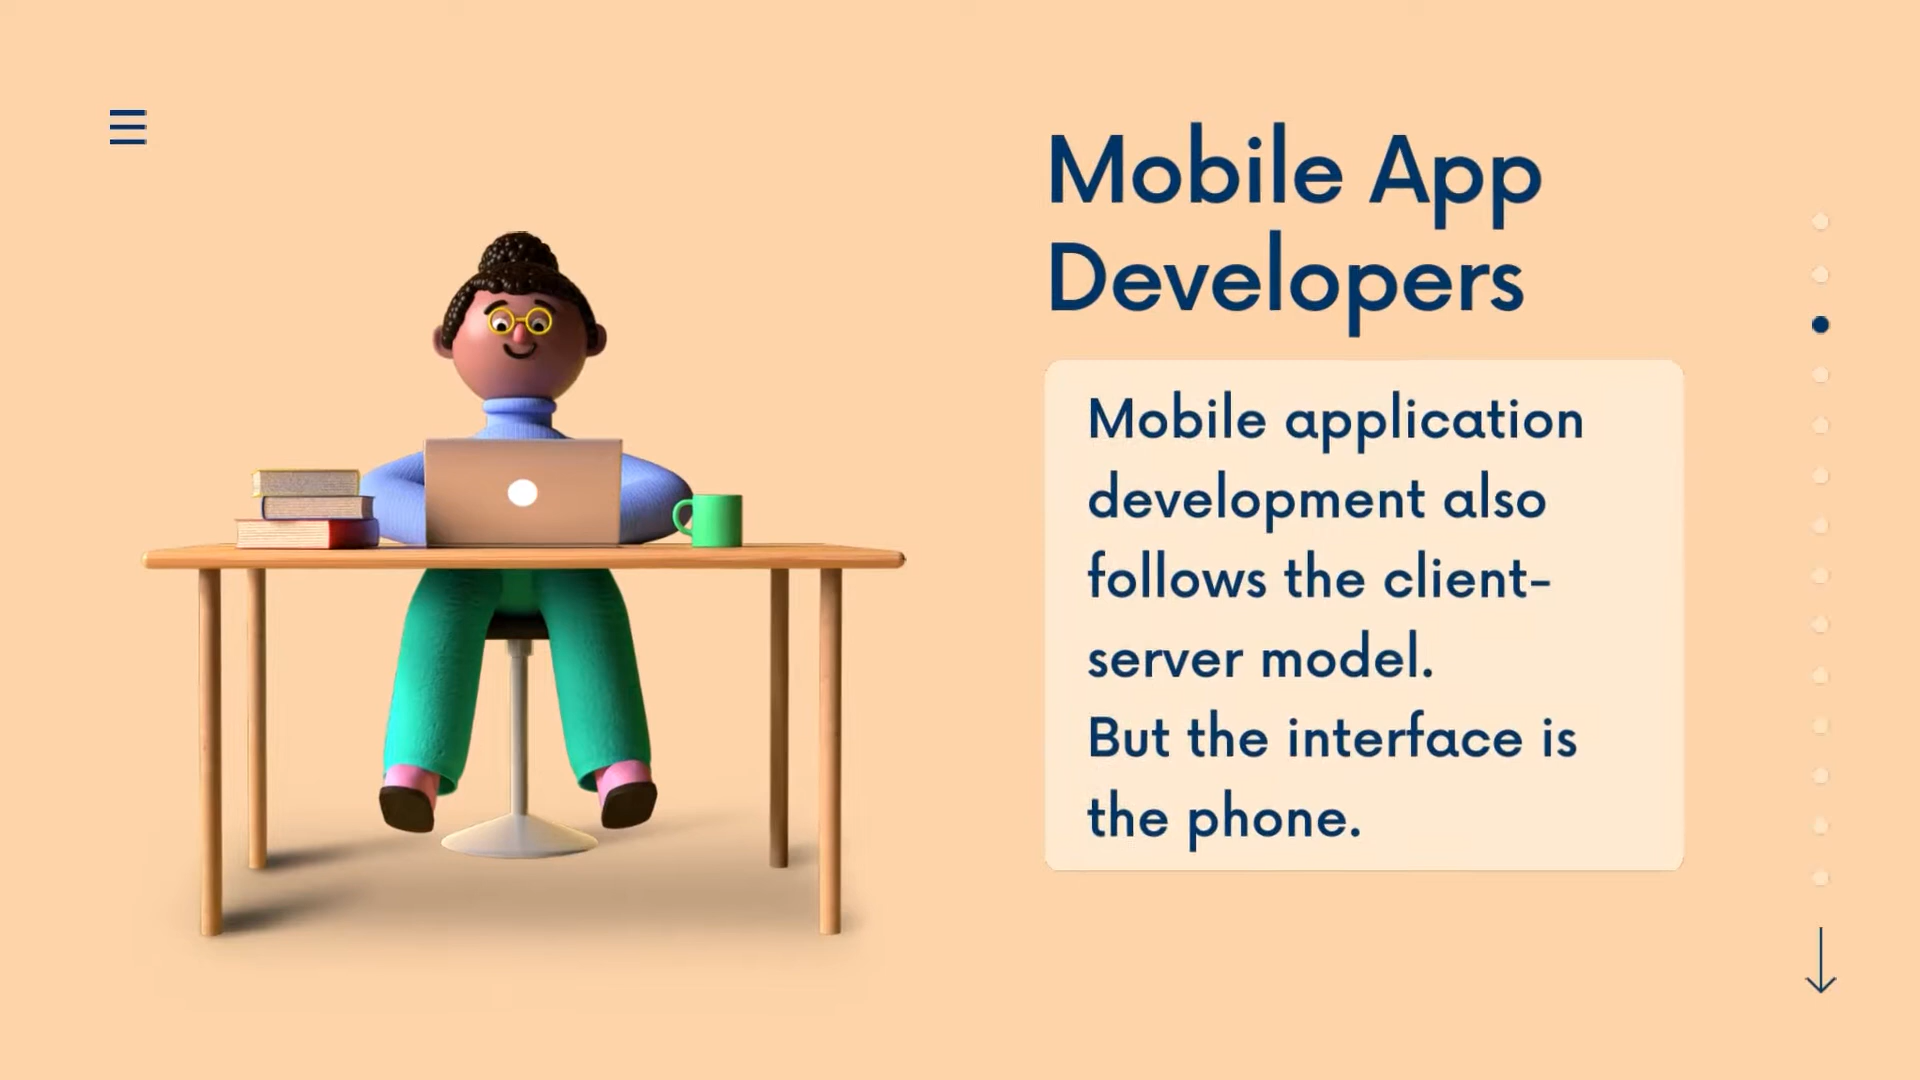 Mobile App
Developers
Mobile application
development also
follows the client-
server model.
But the interface is
the phone.